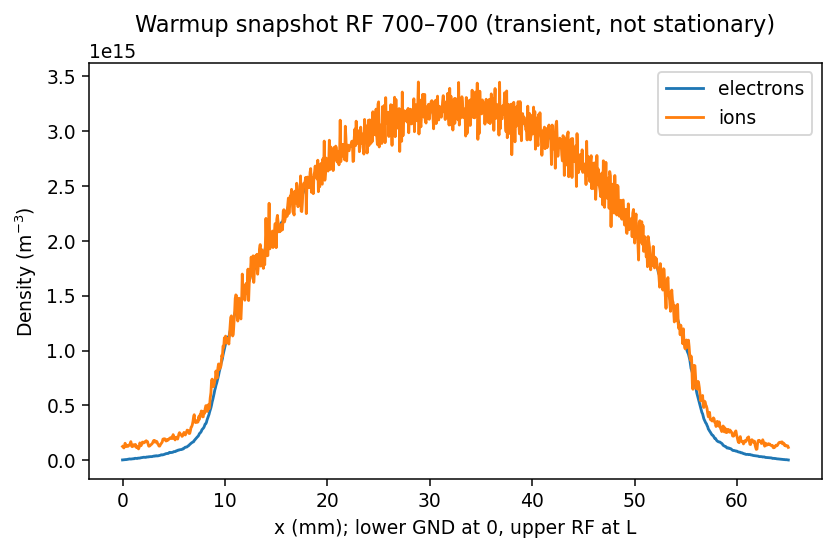 Warmup snapshot RF 700–700 (transient, not stationary)
1e15
electrons
ions
3.5
3.0
2.5
2.0
1.5
1.0
0.5
0.0
Density (m⁻³)
0 10 20 30 40 50 60
x (mm); lower GND at 0, upper RF at L